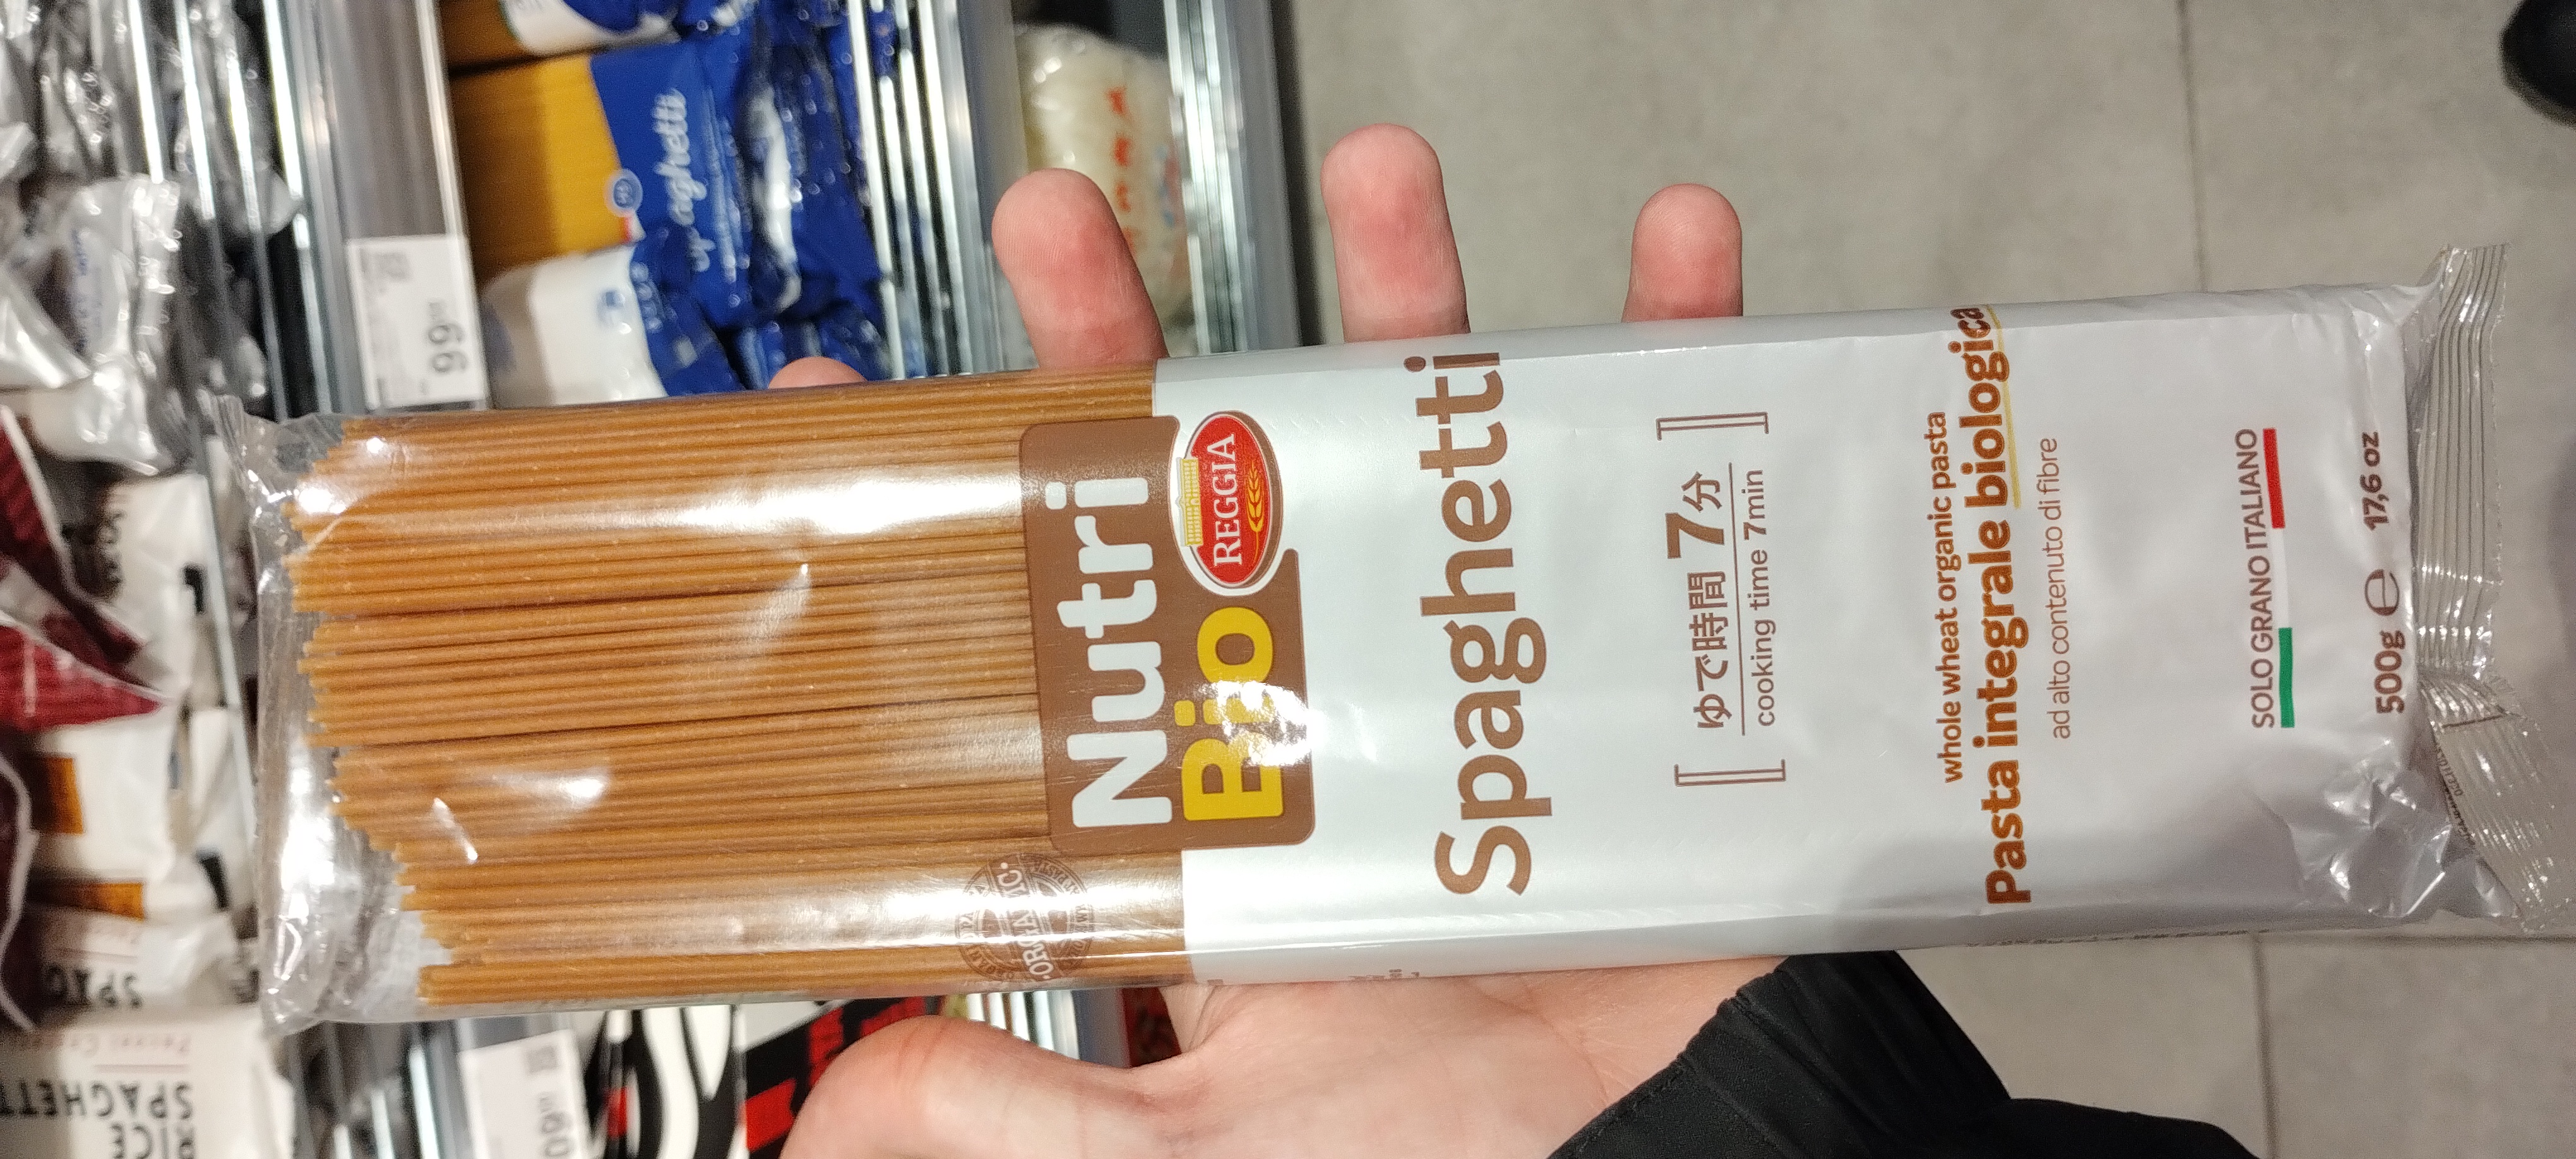 RICE
SPAGHETTI
99
09
Spaghetti
ORGANIC
Nutri
Bio
REGGIA
Spaghetti
ゆで時間 7分
cooking time 7min
whole wheat organic pasta
Pasta integrale biologica
ad alto contenuto di fibre
SOLO GRANO ITALIANO
500g ℮ 17,6 oz